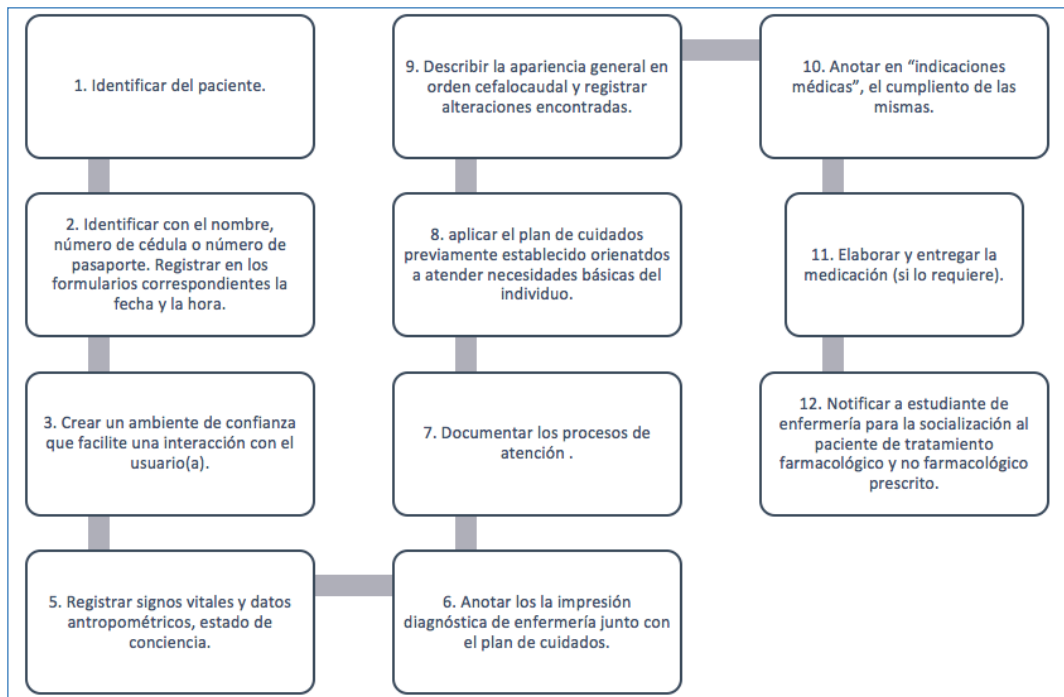 1. Identificar del paciente.
2. Identificar con el nombre,
número de cédula o número de
pasaporte. Registrar en los
formularios correspondientes la
fecha y la hora.
3. Crear un ambiente de confianza
que facilite una interacción con el
usuario(a).
5. Registrar signos vitales y datos
antropométricos, estado de
conciencia.
6. Anotar los la impresión
diagnóstica de enfermería junto con
el plan de cuidados.
7. Documentar los procesos de
atención .
8. aplicar el plan de cuidados
previamente establecido orienatdos
a atender necesidades básicas del
individuo.
9. Describir la apariencia general en
orden cefalocaudal y registrar
alteraciones encontradas.
10. Anotar en “indicaciones
médicas”, el cumpliento de las
mismas.
11. Elaborar y entregar la
medicación (si lo requiere).
12. Notificar a estudiante de
enfermería para la socialización al
paciente de tratamiento
farmacológico y no farmacológico
prescrito.